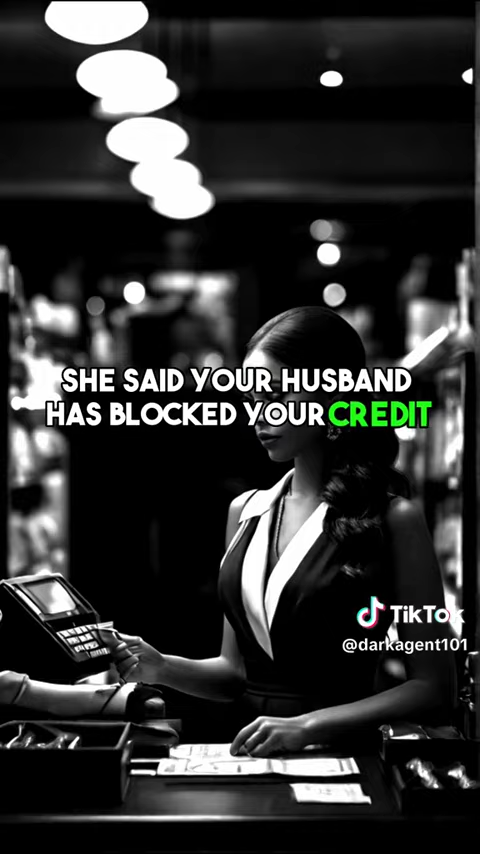 SHE SAID YOUR HUSBAND
HAS BLOCKED YOUR CREDIT
TikTok
@darkagent101